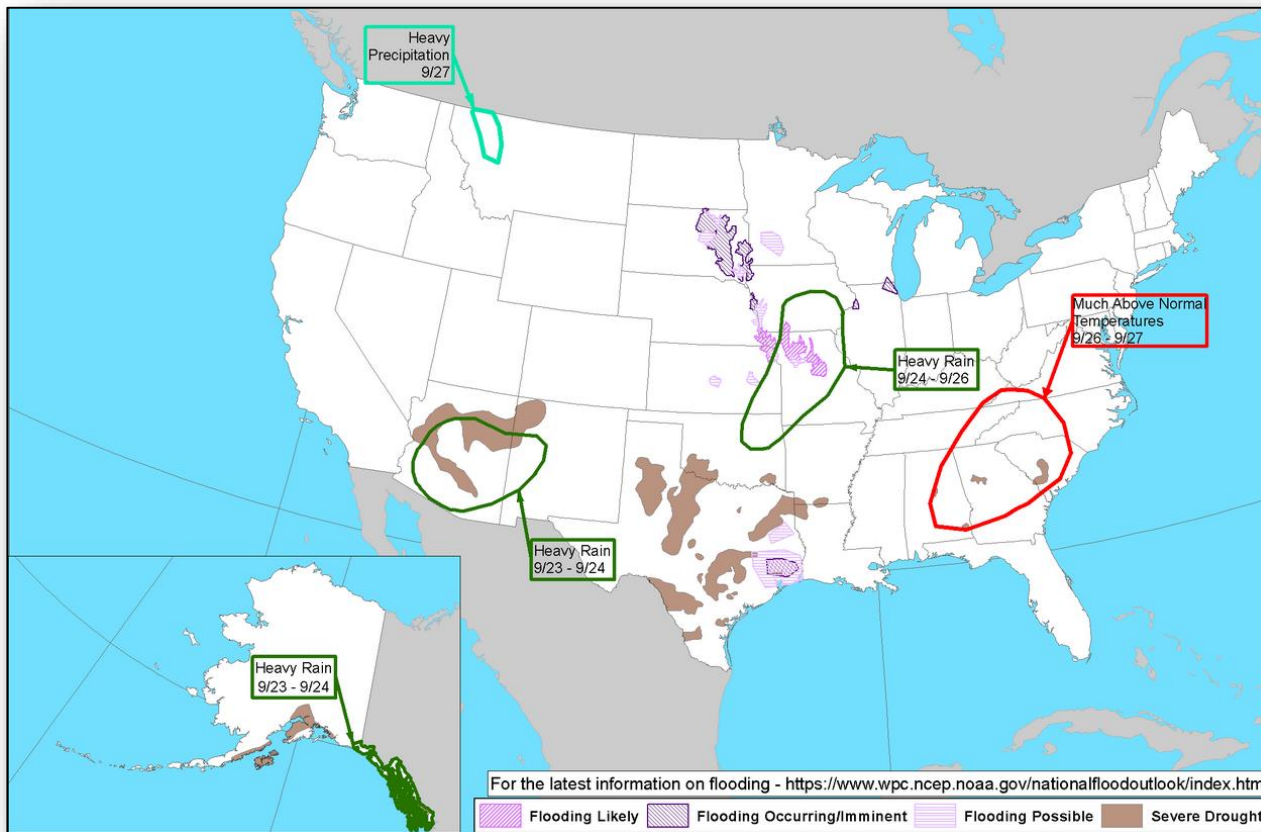 Heavy
Precipitation
9/27
Much Above Normal
Temperatures
9/26 - 9/27
Heavy Rain
9/24 - 9/26
Heavy Rain
9/23 - 9/24
Heavy Rain
9/23 - 9/24
For the latest information on flooding - https://www.wpc.ncep.noaa.gov/nationalfloodoutlook/index.htm
Flooding Likely
Flooding Occurring/Imminent
Flooding Possible
Severe Drought